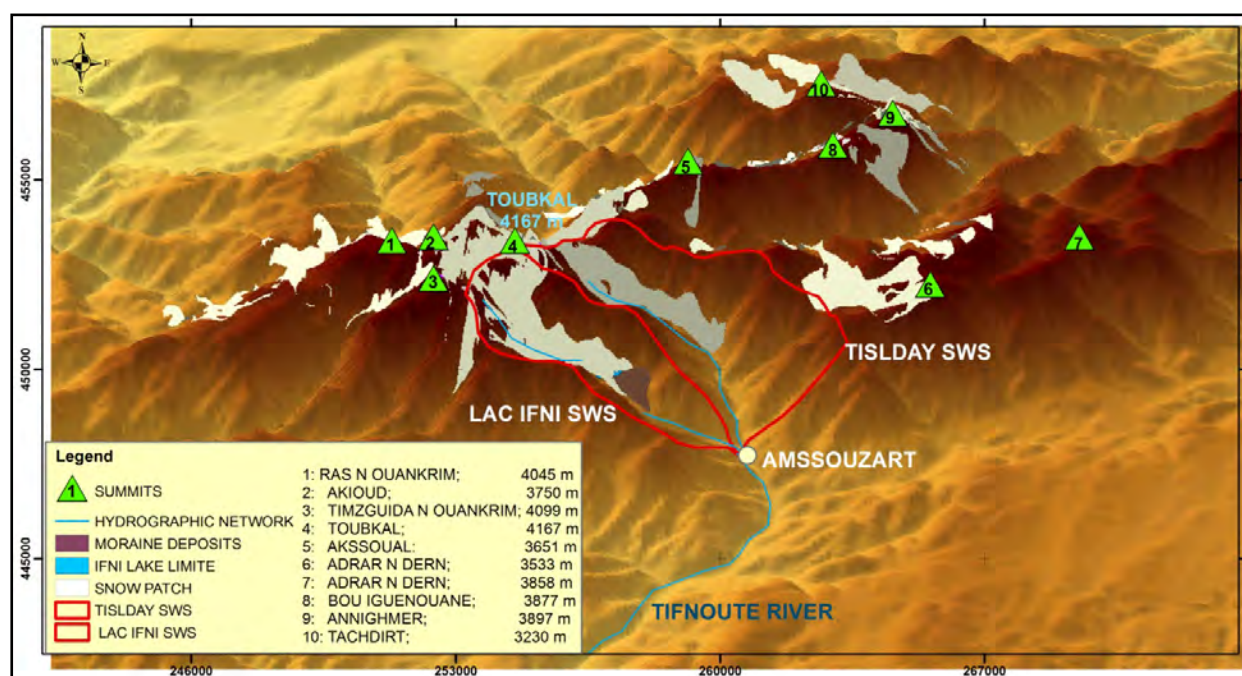 N
W E
S
10
9
8
5
455000
TOUBKAL
4167 m
1
2
4
7
3
6
TISLDAY SWS
450000
LAC IFNI SWS
AMSSOUZART
Legend
1 SUMMITS
HYDROGRAPHIC NETWORK
MORAINE DEPOSITS
IFNI LAKE LIMITE
SNOW PATCH
TISLDAY SWS
LAC IFNI SWS
1: RAS N OUANKRIM; 4045 m
2: AKIOUD; 3750 m
3: TIMZGUIDA N OUANKRIM; 4099 m
4: TOUBKAL; 4167 m
5: AKSSOUAL; 3651 m
6: ADRAR N DERN; 3533 m
7: ADRAR N DERN; 3858 m
8: BOU IGUENOUANE; 3877 m
9: ANNIGHMER; 3897 m
10: TACHDIRT; 3230 m
445000
TIFNOUTE RIVER
246000 253000 260000 267000